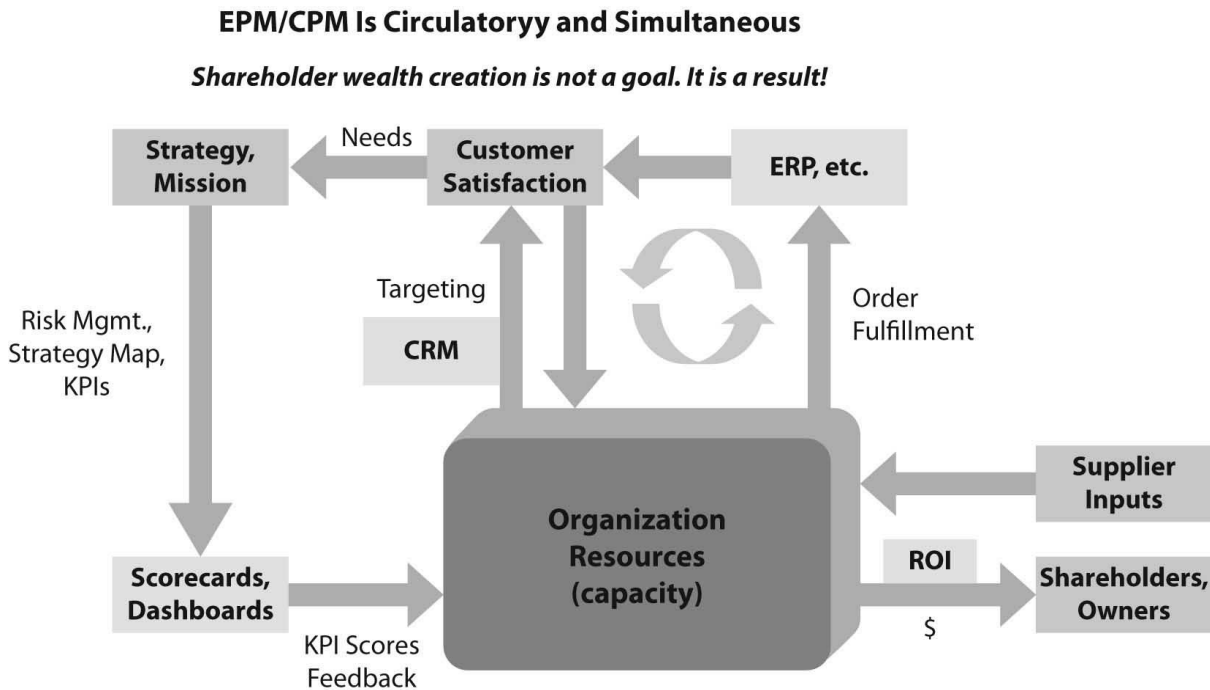 EPM/CPM Is Circulatoryy and Simultaneous
Shareholder wealth creation is not a goal. It is a result!
Strategy,
Mission
Needs
Customer
Satisfaction
ERP, etc.
Risk Mgmt.,
Strategy Map,
KPIs
Targeting
CRM
Order
Fulfillment
Organization
Resources
(capacity)
Supplier
Inputs
Scorecards,
Dashboards
KPI Scores
Feedback
ROI
$
Shareholders,
Owners